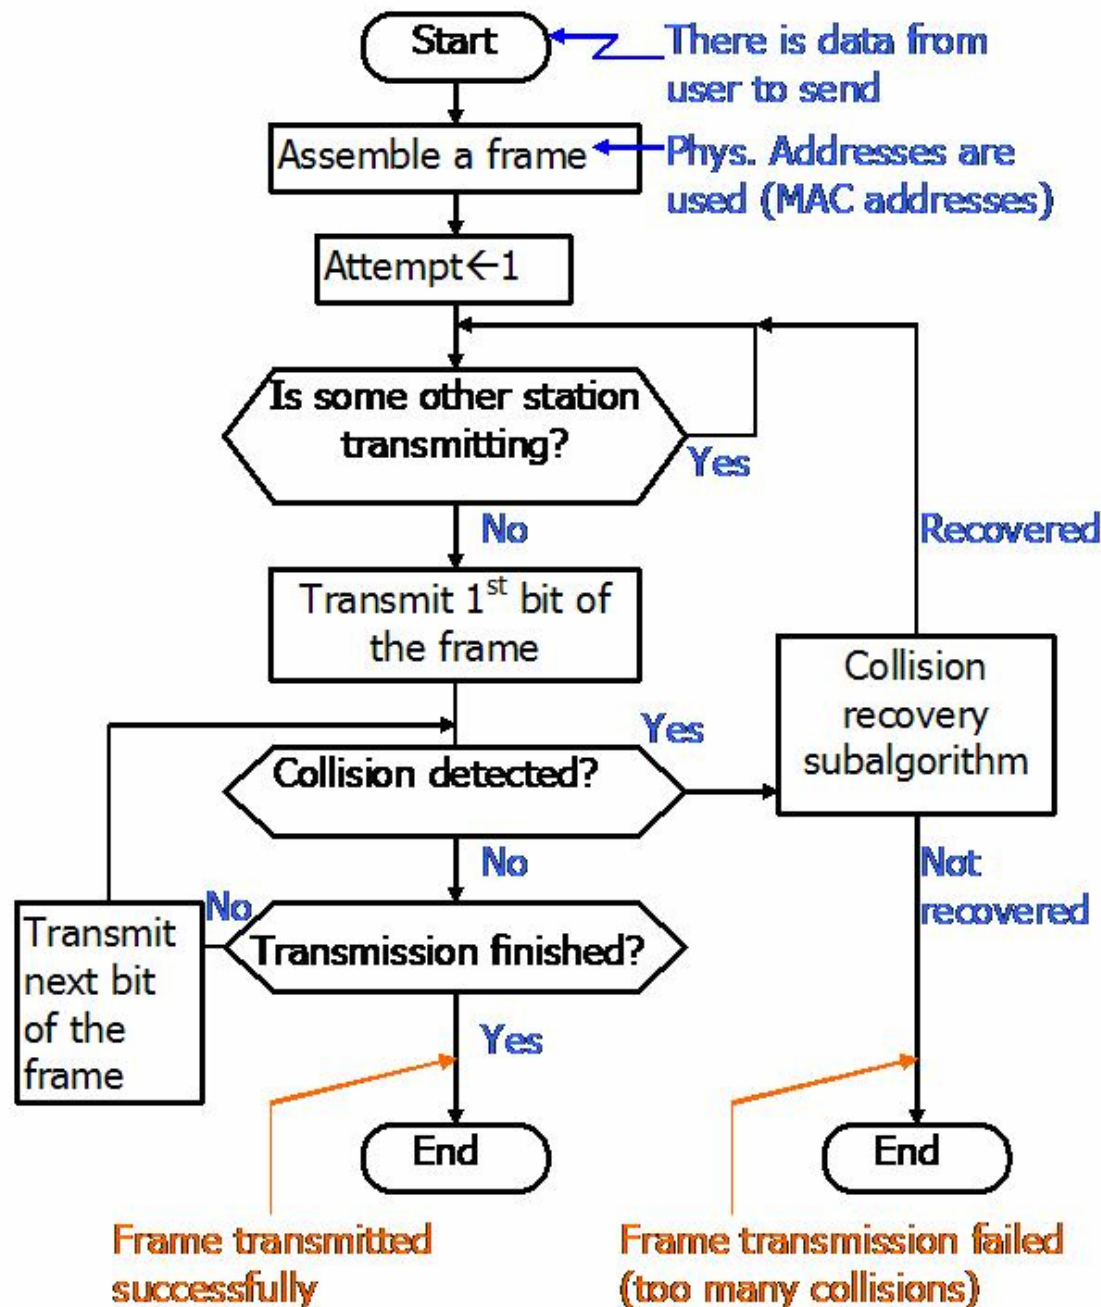 Start
There is data from
user to send
Assemble a frame
Phys. Addresses are
used (MAC addresses)
Attempt←1
Is some other station
transmitting?
Yes
No
Recovered
Transmit 1st bit of
the frame
Collision
recovery
subalgorithm
Yes
Collision detected?
No
Not
recovered
No
Transmit
next bit
of the
frame
Transmission finished?
Yes
End
End
Frame transmitted
successfully
Frame transmission failed
(too many collisions)